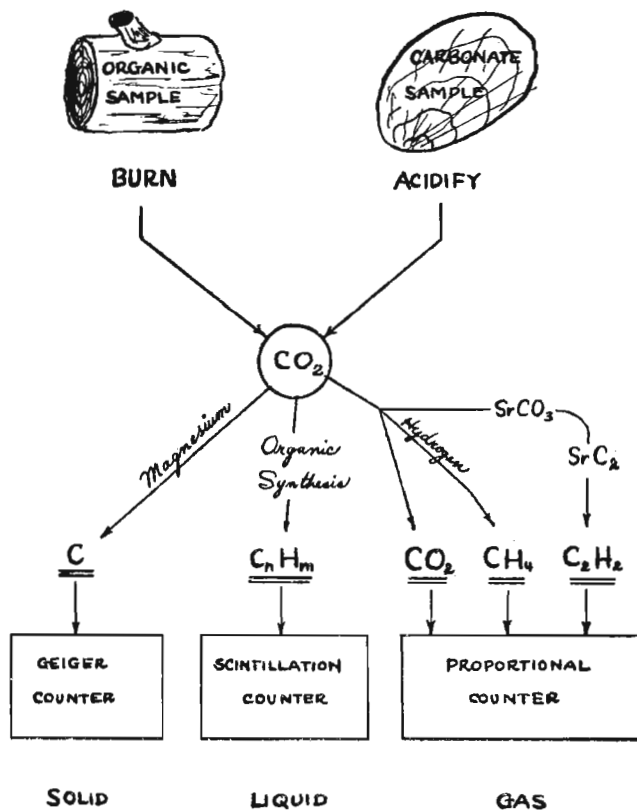 ORGANIC
SAMPLE
CARBONATE
SAMPLE
BURN
ACIDIFY
CO₂
Magnesium
Organic
Synthesis
Hydrogen
SrCO₃
SrC₂
C
CₙHₘ
CO₂
CH₄
C₂H₂
GEIGER
COUNTER
SCINTILLATION
COUNTER
PROPORTIONAL
COUNTER
SOLID
LIQUID
GAS